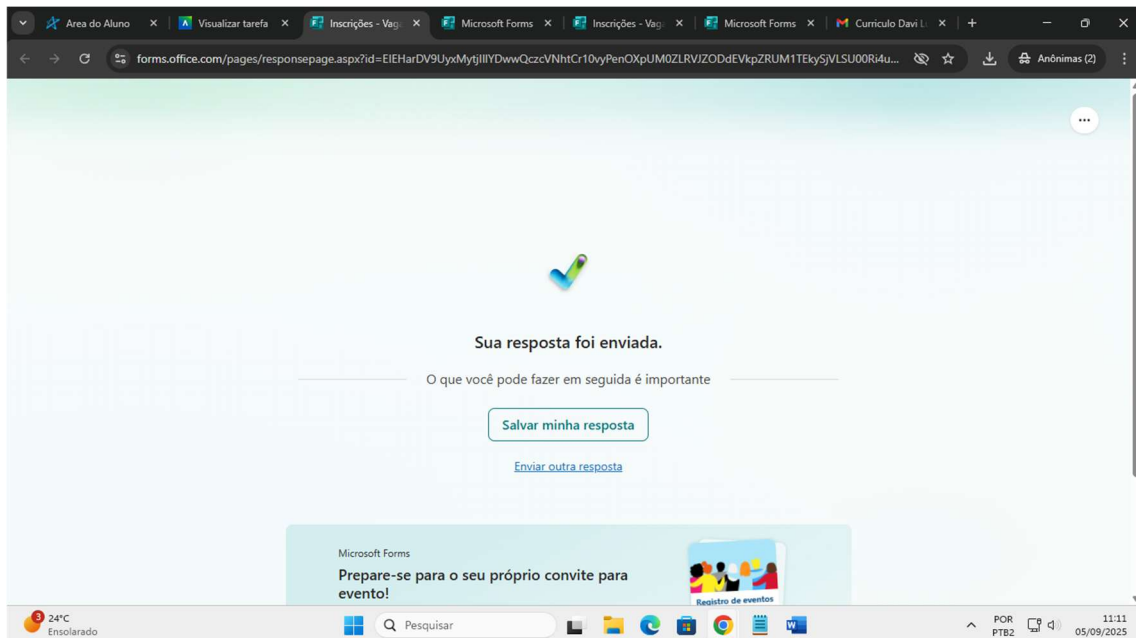 Area do Aluno
Visualizar tarefa
Inscrições - Vag
Microsoft Forms
Inscrições - Vag
Microsoft Forms
Curriculo Davi L
forms.office.com/pages/responsepage.aspx?id=EIEHarDV9UyxMytjIIIYDwwQczcVNhtCr10vyPenOXpUM0ZLRVJZODdEVkpZRUM1TEkySjVLSU00Ri4u...
Anônimas (2)
Sua resposta foi enviada.
O que você pode fazer em seguida é importante
Salvar minha resposta
Enviar outra resposta
Microsoft Forms
Prepare-se para o seu próprio convite para
evento!
Registro de eventos
3
24°C
Ensolarado
Pesquisar
POR
PTB2
11:11
05/09/2025